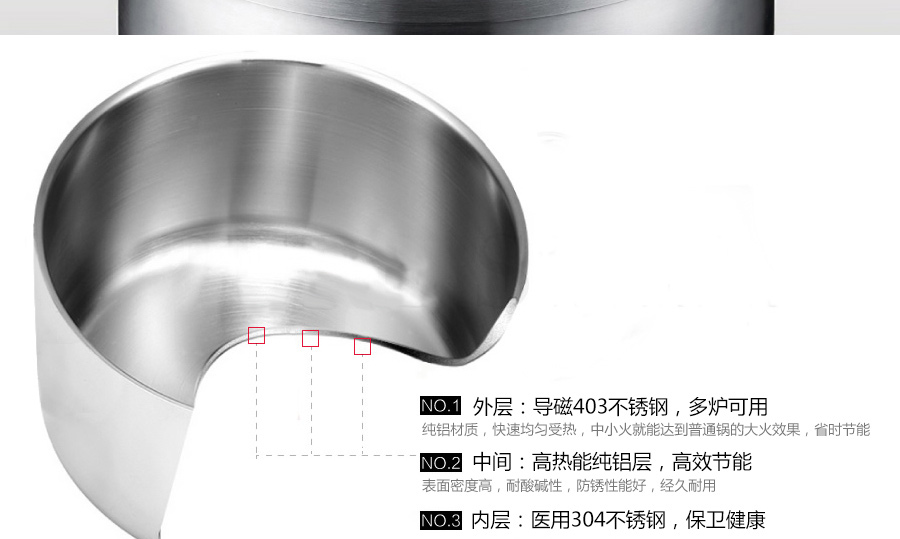 NO.1 外层：导磁403不锈钢，多炉可用
纯铝材质，快速均匀受热，中小火就能达到普通锅的大火效果，省时节能
NO.2 中间：高热能纯铝层，高效节能
表面密度高，耐酸碱性，防锈性能好，经久耐用
NO.3 内层：医用304不锈钢，保卫健康